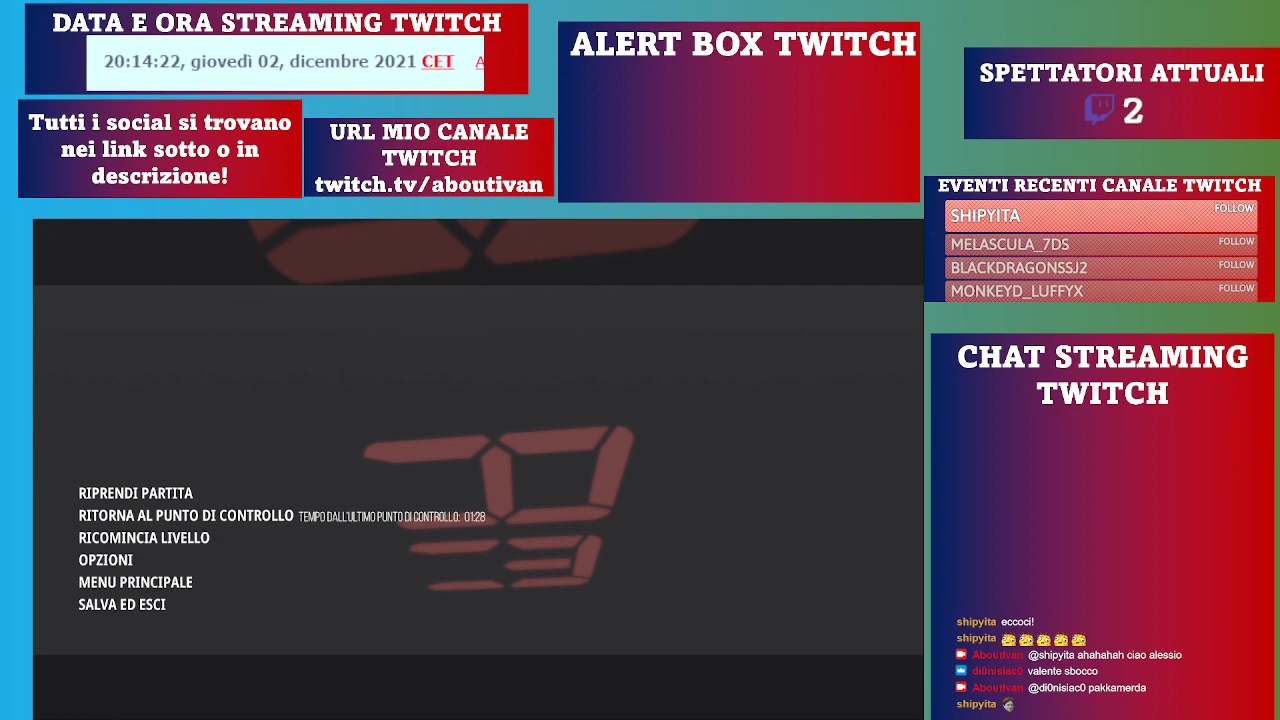 DATA E ORA STREAMING TWITCH
20:14:22, giovedì 02, dicembre 2021 CET
Tutti i social si trovano
nei link sotto o in
descrizione!
URL MIO CANALE
TWITCH
twitch.tv/aboutivan
ALERT BOX TWITCH
SPETTATORI ATTUALI
2
EVENTI RECENTI CANALE TWITCH
SHIPYITA FOLLOW
MELASCULA_7DS FOLLOW
BLACKDRAGONSSJ2 FOLLOW
MONKEYD_LUFFYX FOLLOW
RIPRENDI PARTITA
RITORNA AL PUNTO DI CONTROLLO TEMPO DALL'ULTIMO PUNTO DI CONTROLLO: 01:28
RICOMINCIA LIVELLO
OPZIONI
MENU PRINCIPALE
SALVA ED ESCI
CHAT STREAMING
TWITCH
shipyita eccoci!
shipyita
AboutIvan @shipyita ahahahah ciao alessio
di0nisiac0 valente sbocco
AboutIvan @di0nisiac0 pakkamerda
shipyita